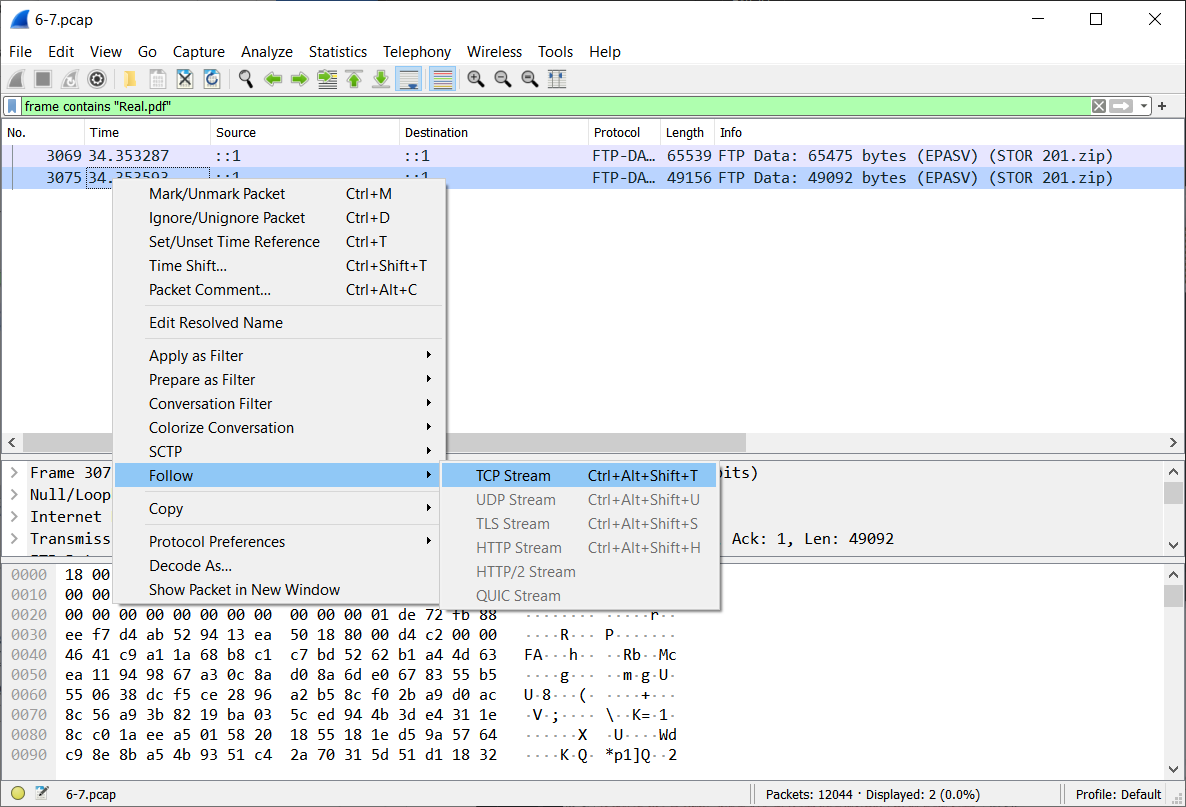 6-7.pcap
File Edit View Go Capture Analyze Statistics Telephony Wireless Tools Help
frame contains "Real.pdf"
No. Time Source Destination Protocol Length Info
3069 34.353287 ::1 ::1 FTP-DA… 65539 FTP Data: 65475 bytes (EPASV) (STOR 201.zip)
3075 34.353593 ::1 ::1 FTP-DA… 49156 FTP Data: 49092 bytes (EPASV) (STOR 201.zip)
Mark/Unmark Packet Ctrl+M
Ignore/Unignore Packet Ctrl+D
Set/Unset Time Reference Ctrl+T
Time Shift... Ctrl+Shift+T
Packet Comment... Ctrl+Alt+C
Edit Resolved Name
Apply as Filter
Prepare as Filter
Conversation Filter
Colorize Conversation
SCTP
Follow
Copy
Protocol Preferences
Decode As...
Show Packet in New Window
TCP Stream Ctrl+Alt+Shift+T
UDP Stream Ctrl+Alt+Shift+U
TLS Stream Ctrl+Alt+Shift+S
HTTP Stream Ctrl+Alt+Shift+H
HTTP/2 Stream
QUIC Stream
Frame 307 bits)
Null/Loop
Internet
Transmiss Ack: 1, Len: 49092
0000 18 00
0010 00 00
0020 00 00 00 00 00 00 00 00 00 00 00 01 de 72 fb 88 ········ ·····r··
0030 ee f7 d4 ab 52 94 13 ea 50 18 80 00 d4 c2 00 00 ····R··· P·······
0040 46 41 c9 a1 1a 68 b8 c1 c7 bd 52 62 b1 a4 4d 63 FA···h·· ··Rb··Mc
0050 ea 11 94 98 67 a3 0c 8a d0 8a 6d e0 67 83 55 b5 ····g··· ··m·g·U·
0060 55 06 38 dc f5 ce 28 96 a2 b5 8c f0 2b a9 d0 ac U·8···(· ····+···
0070 8c 56 a9 3b 82 19 ba 03 5c ed 94 4b 3d e4 31 1e ·V·;···· \··K=·1·
0080 8c c0 1a ee a5 01 58 20 18 55 18 1e d5 9a 57 64 ······X  ·U····Wd
0090 c9 8e 8b a5 4b 93 51 c4 2a 70 31 5d 51 d1 18 32 ····K·Q· *p1]Q··2
6-7.pcap Packets: 12044 · Displayed: 2 (0.0%) Profile: Default